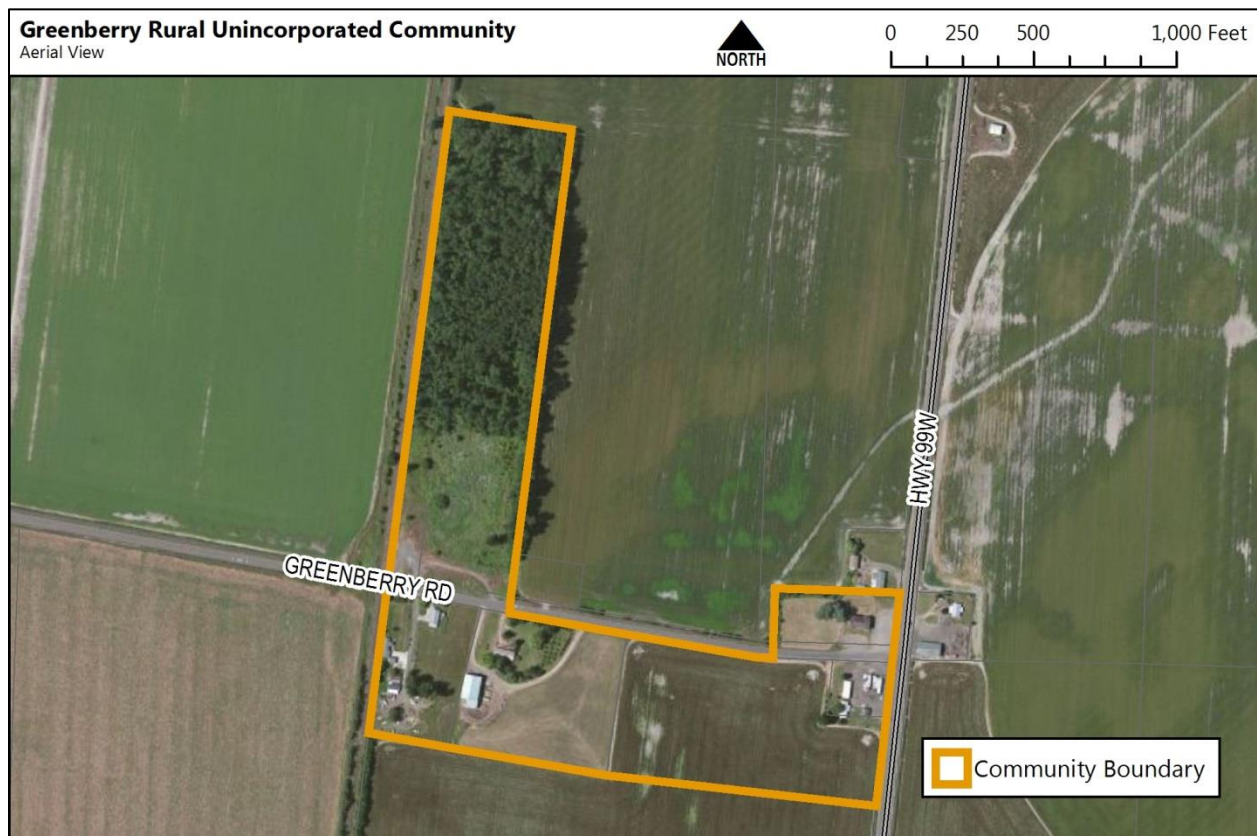 Greenberry Rural Unincorporated Community
Aerial View
NORTH
0 250 500 1,000 Feet
HWY 99W
GREENBERRY RD
Community Boundary